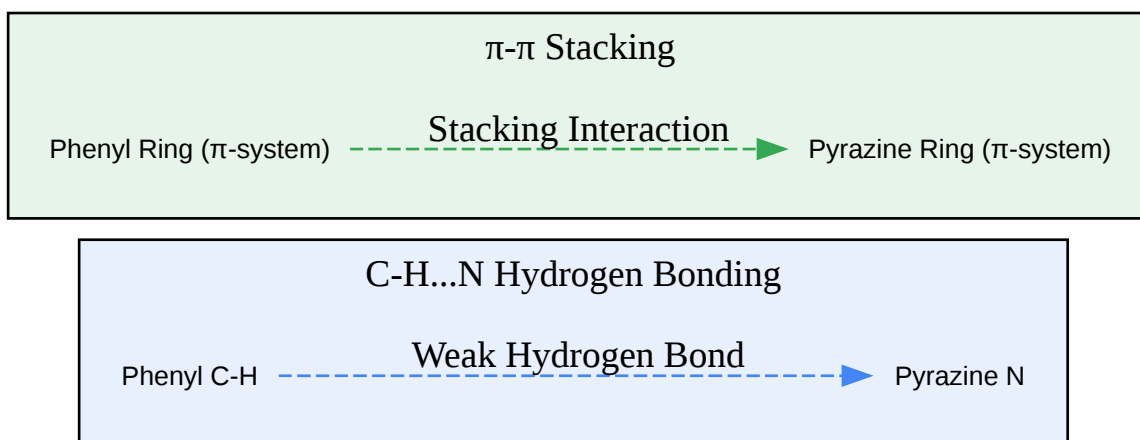 π-π Stacking
Stacking Interaction
Phenyl Ring (π-system)
Pyrazine Ring (π-system)
C-H...N Hydrogen Bonding
Weak Hydrogen Bond
Phenyl C-H
Pyrazine N